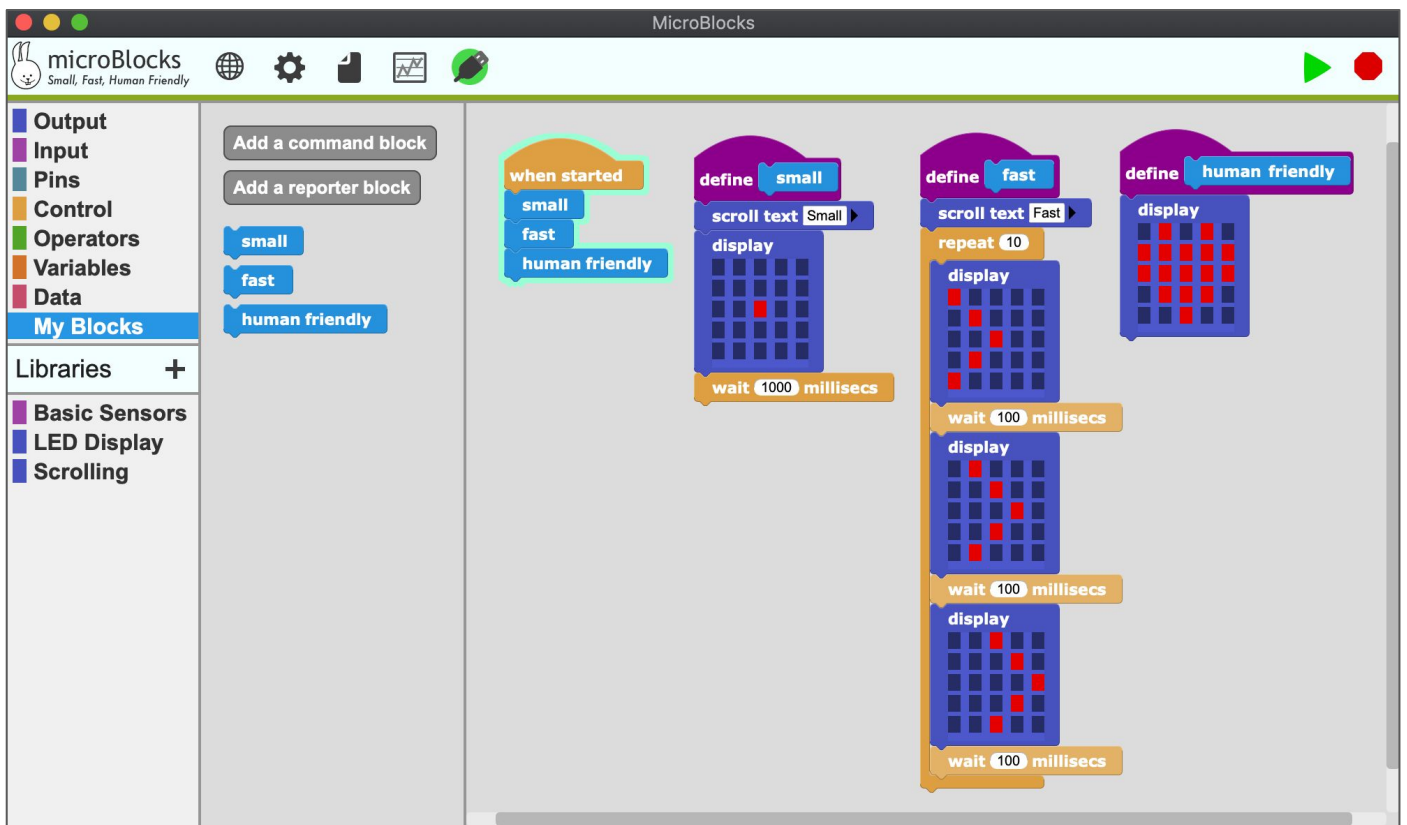 MicroBlocks
microBlocks
Small, Fast, Human Friendly
Output
Input
Pins
Control
Operators
Variables
Data
My Blocks
Libraries +
Basic Sensors
LED Display
Scrolling
Add a command block
Add a reporter block
small
fast
human friendly
when started
small
fast
human friendly
define small
scroll text Small
display
wait 1000 millisecs
define fast
scroll text Fast
repeat 10
display
wait 100 millisecs
display
wait 100 millisecs
display
wait 100 millisecs
define human friendly
display